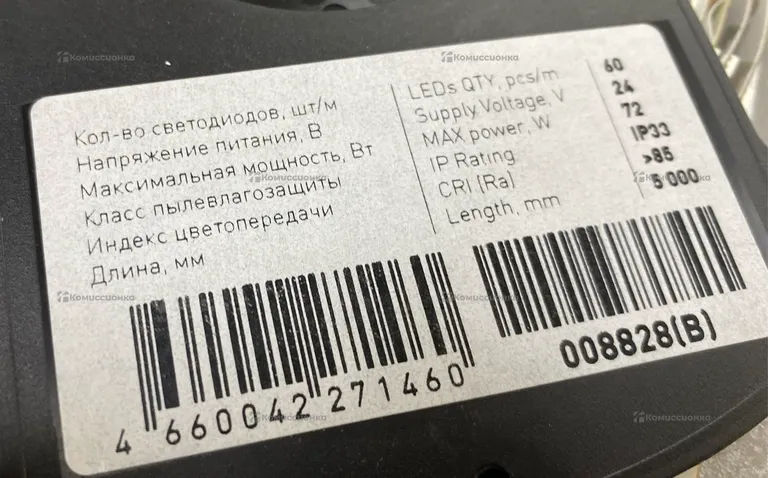 Кол-во светодиодов, шт/м
Напряжение питания, В
Максимальная мощность, Вт
Класс пылевлагозащиты
Индекс цветопередачи
Длина, мм
LEDs QTY, pcs/m
Supply Voltage, V
MAX power, W
IP Rating
CRI (Ra)
Length, mm
60
24
72
IP33
>85
5 000
4 660042 271460
008828(B)
Комиссионка
Комиссионка
Комиссионка
Комиссионка
Комиссионка
Комиссионка
Комиссионка
Комиссионка